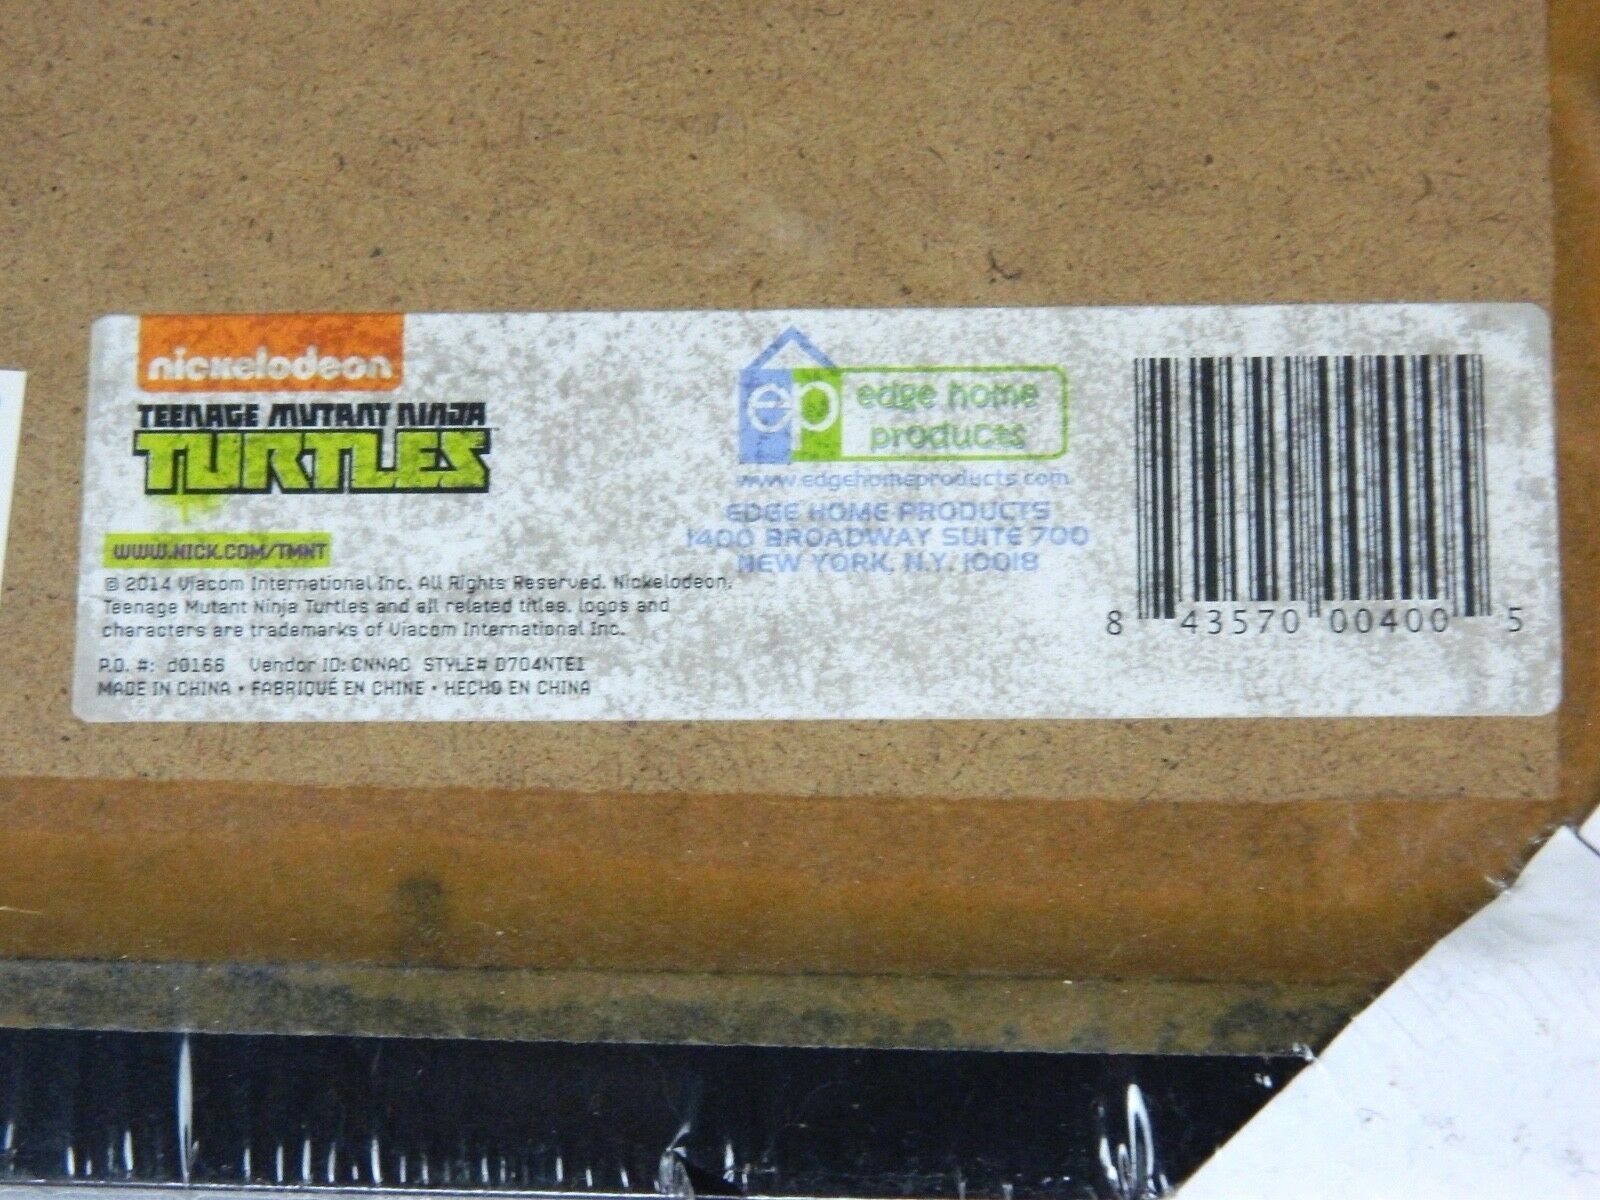 nickelodeon
TEENAGE MUTANT NINJA
TURTLES
WWW.NICK.COM/TMNT
© 2014 Viacom International Inc. All Rights Reserved. Nickelodeon,
Teenage Mutant Ninja Turtles and all related titles, logos and
characters are trademarks of Viacom International Inc.
P.O. #: d0166 Vendor ID: CNNAC STYLE# D704NTE1
MADE IN CHINA • FABRIQUÉ EN CHINE • HECHO EN CHINA
ep edge home
products
www.edgehomeproducts.com
EDGE HOME PRODUCTS
1400 BROADWAY SUITE 700
NEW YORK, N.Y. 10018
8 43570 00400 5